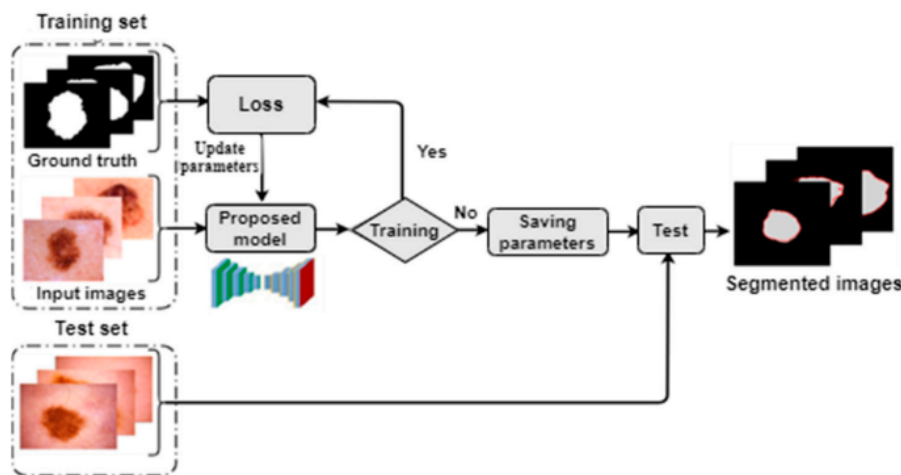 Training set
Loss
Ground truth
Update
parameters
Yes
Input images
Proposed
model
Training
No
Saving
parameters
Test
Segmented images
Test set